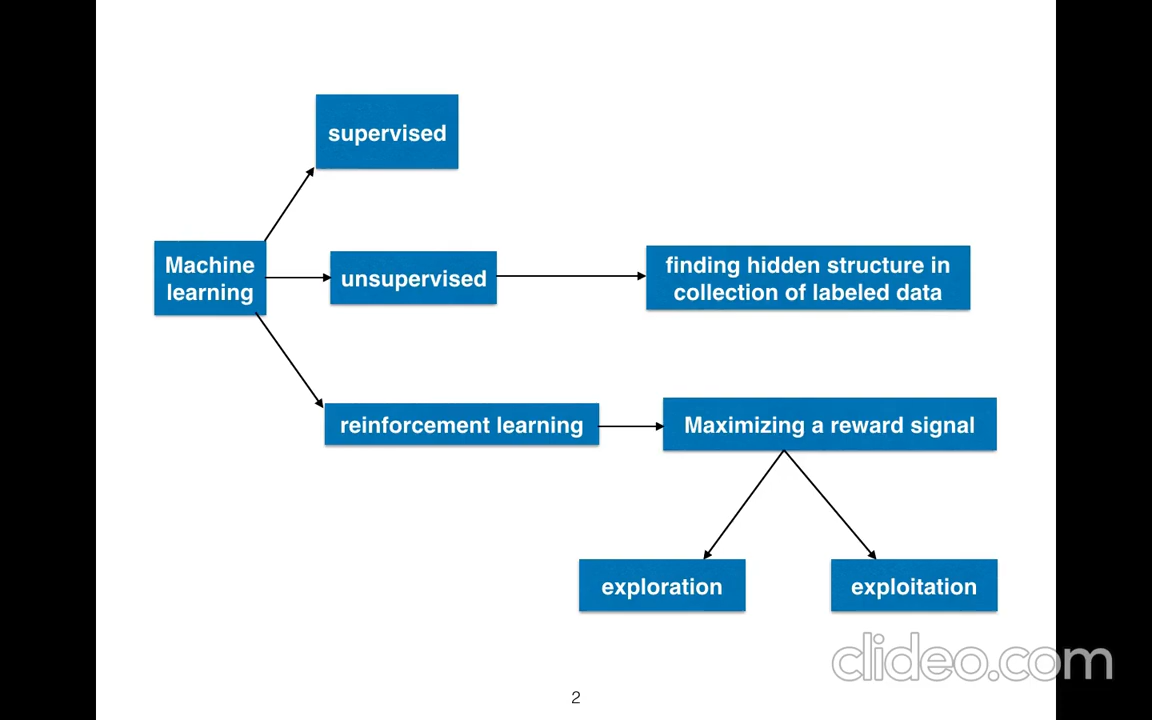 supervised
Machine
learning
unsupervised
finding hidden structure in
collection of labeled data
reinforcement learning
Maximizing a reward signal
exploration
exploitation
clideo.com
2